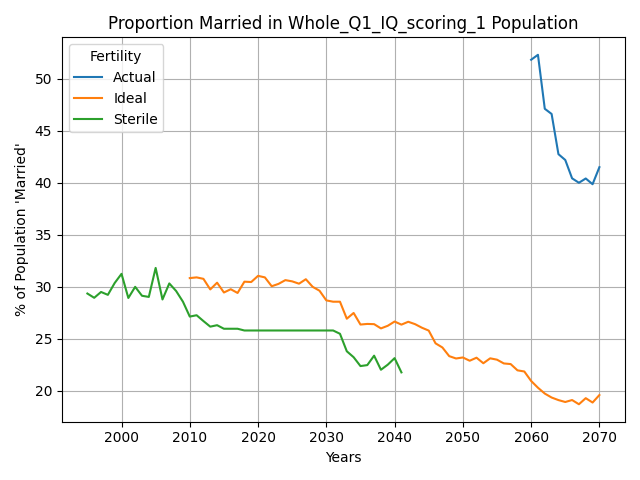 Proportion Married in Whole_Q1_IQ_scoring_1 Population
Fertility
Actual
Ideal
Sterile
% of Population 'Married'
50
45
40
35
30
25
20
2000 2010 2020 2030 2040 2050 2060 2070
Years